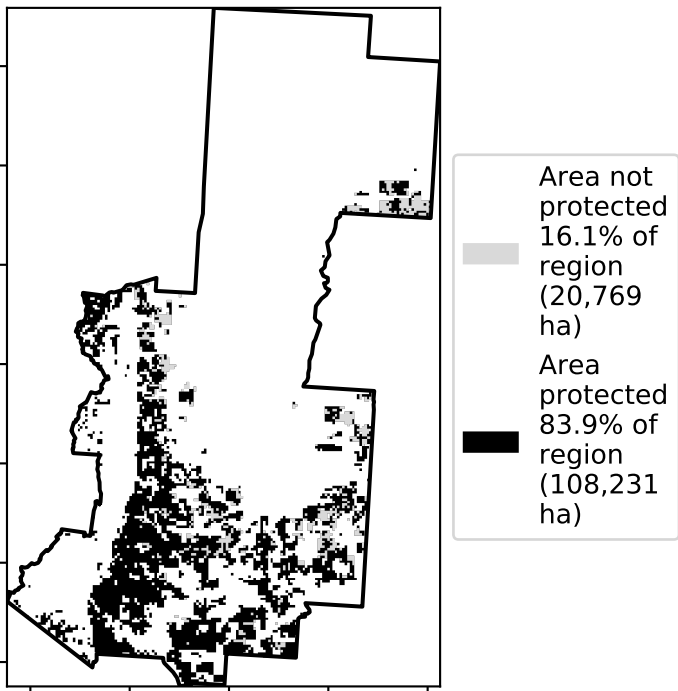 Area not
protected
16.1% of
region
(20,769
ha)
Area
protected
83.9% of
region
(108,231
ha)